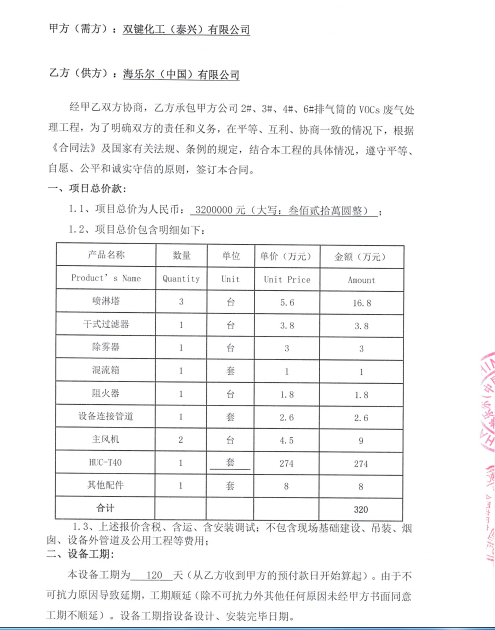 甲方（需方）：双键化工（泰兴）有限公司
乙方（供方）：海乐尔（中国）有限公司
经甲乙双方协商，乙方承包甲方公司 2#、3#、4#、6#排气筒的 VOCs 废气处
理工程，为了明确双方的责任和义务，在平等、互利、协商一致的情况下，根据
《合同法》及国家有关法规、条例的规定，结合本工程的具体情况，遵守平等、
自愿、公平和诚实守信的原则，签订本合同。
一、项目总价款：
1.1、项目总价为人民币： 3200000 元（大写：叁佰贰拾萬圆整） ；
1.2、项目总价包含明细如下：
产品名称 数量 单位 单价（万元） 金额（万元）
Product's Name Quantity Unit Unit Price Amount
喷淋塔 3 台 5.6 16.8
干式过滤器 1 台 3.8 3.8
除雾器 1 台 3 3
混流箱 1 套 1 1
阻火器 1 台 1.8 1.8
设备连接管道 1 套 2.6 2.6
主风机 2 台 4.5 9
HUC-T40 1 套 274 274
其他配件 1 套 8 8
合计 320
1.3、上述报价含税、含运、含安装调试；不包含现场基础建设、吊装、烟
囱、设备外管道及公用工程等费用；
二、设备工期：
本设备工期为 120 天（从乙方收到甲方的预付款日开始算起）。由于不
可抗力原因导致延期，工期顺延（除不可抗力外其他任何原因未经甲方书面同意
工期不顺延）。设备工期指设备设计、安装完毕日期。